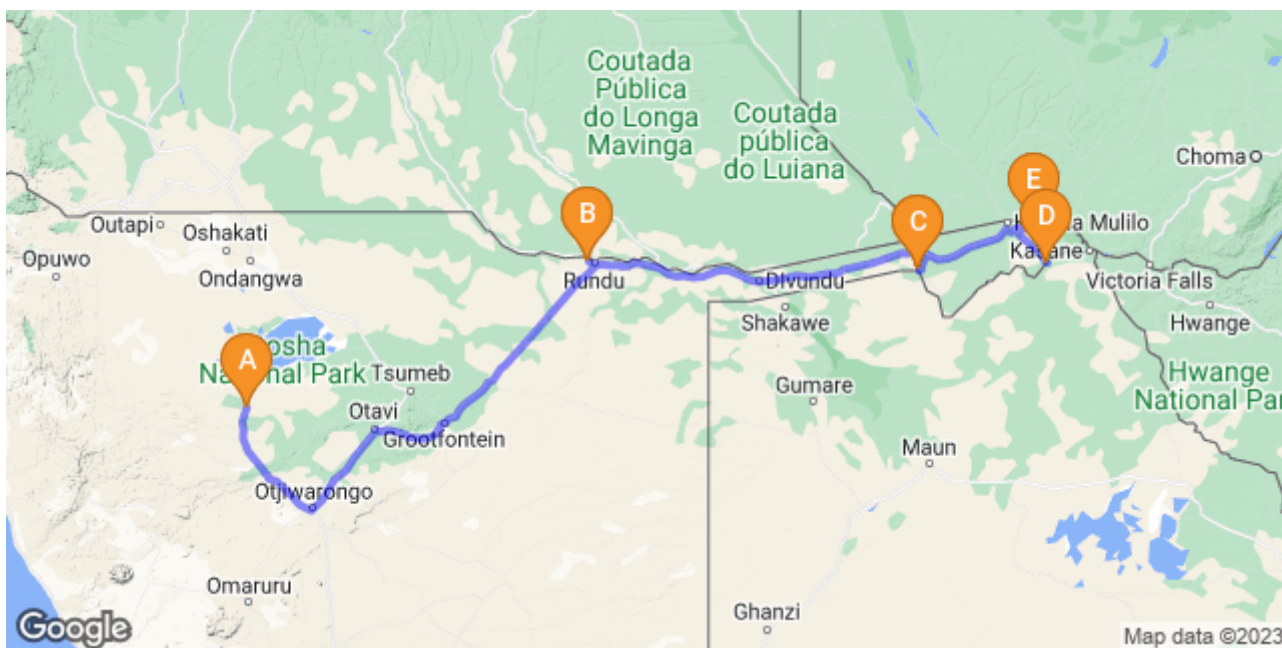 Coutada
Pública
do Longa
Mavinga
Coutada
pública
do Luiana
Choma
E
B
D
C
Mulilo
Outapi
Oshakati
Opuwo
Ondangwa
Rundu
Divundu
Victoria Falls
Shakawe
Hwange
A
National Park
Tsumeb
Gumare
Hwange
National Par
Otavi
Grootfontein
Maun
Otjiwarongo
Omaruru
Ghanzi
Google
Map data ©2023